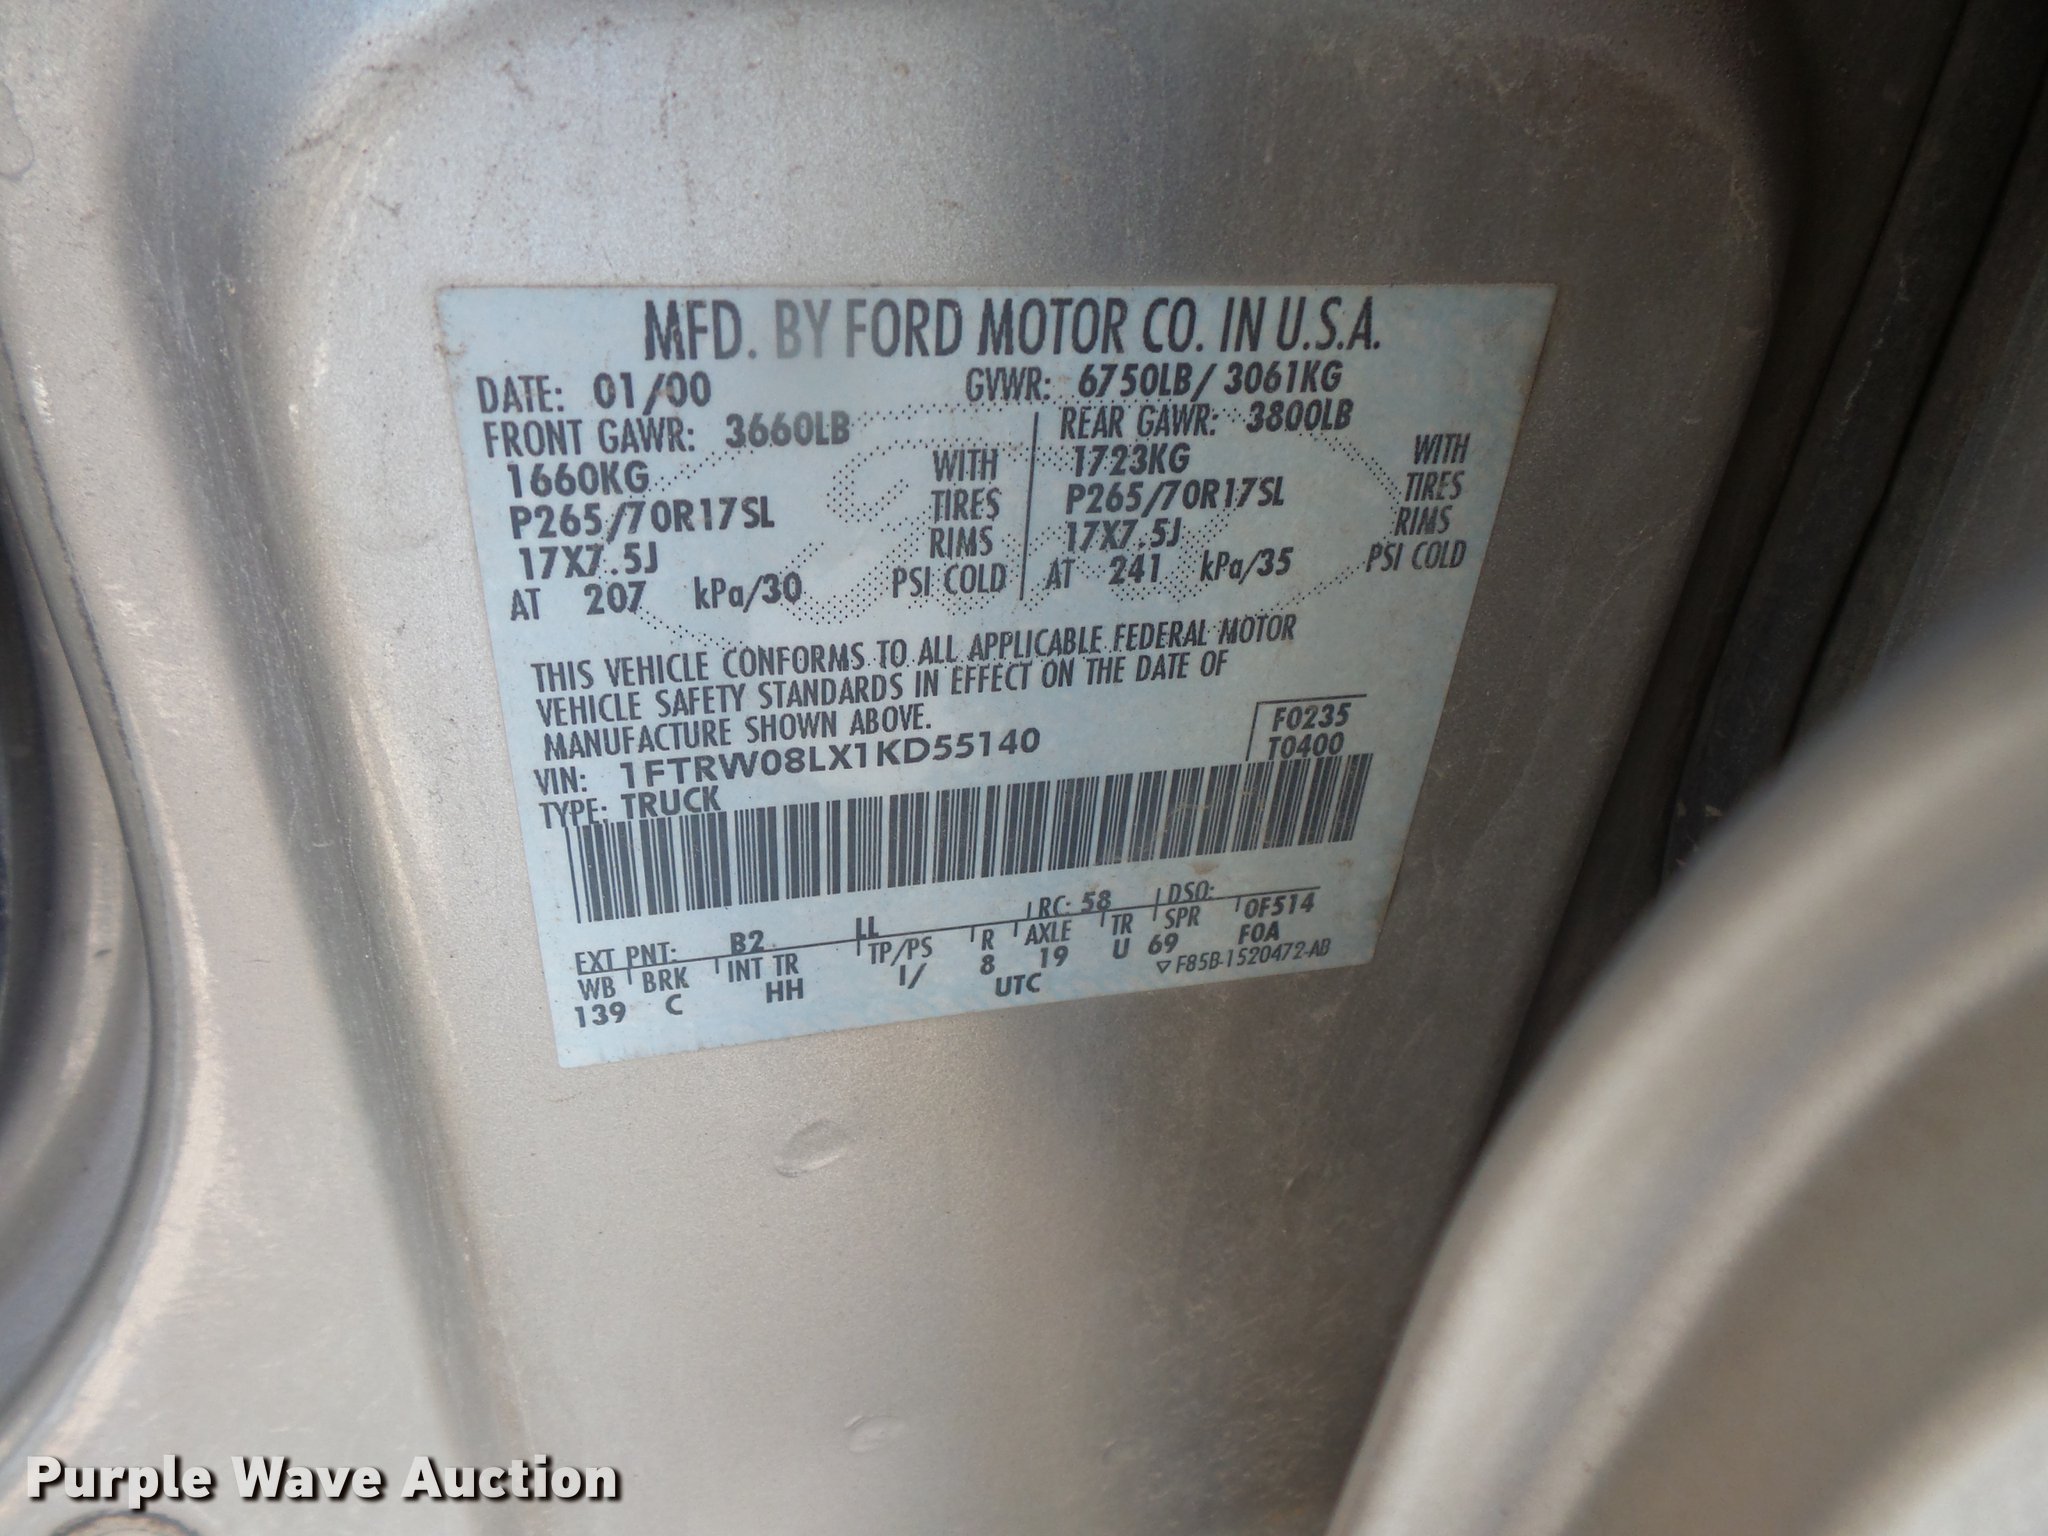 MFD. BY FORD MOTOR CO. IN U.S.A.
DATE: 01/00 GVWR: 6750LB/ 3061KG
FRONT GAWR: 3660LB REAR GAWR: 3800LB
1660KG WITH 1723KG WITH
P265/70R17SL TIRES P265/70R17SL TIRES
17X7.5J RIMS 17X7.5J RIMS
AT 207 kPa/30 PSI COLD AT 241 kPa/35 PSI COLD
THIS VEHICLE CONFORMS TO ALL APPLICABLE FEDERAL MOTOR
VEHICLE SAFETY STANDARDS IN EFFECT ON THE DATE OF
MANUFACTURE SHOWN ABOVE.
F0235
VIN: 1FTRW08LX1KD55140 T0400
TYPE: TRUCK
EXT PNT: B2 LL RC: 58 DSO:
WB BRK INT TR TP/PS R AXLE TR SPR 0F514
139 C HH I/ 8 19 U 69 F0A
UTC ▽ F85B-1520472-AB
Purple Wave Auction